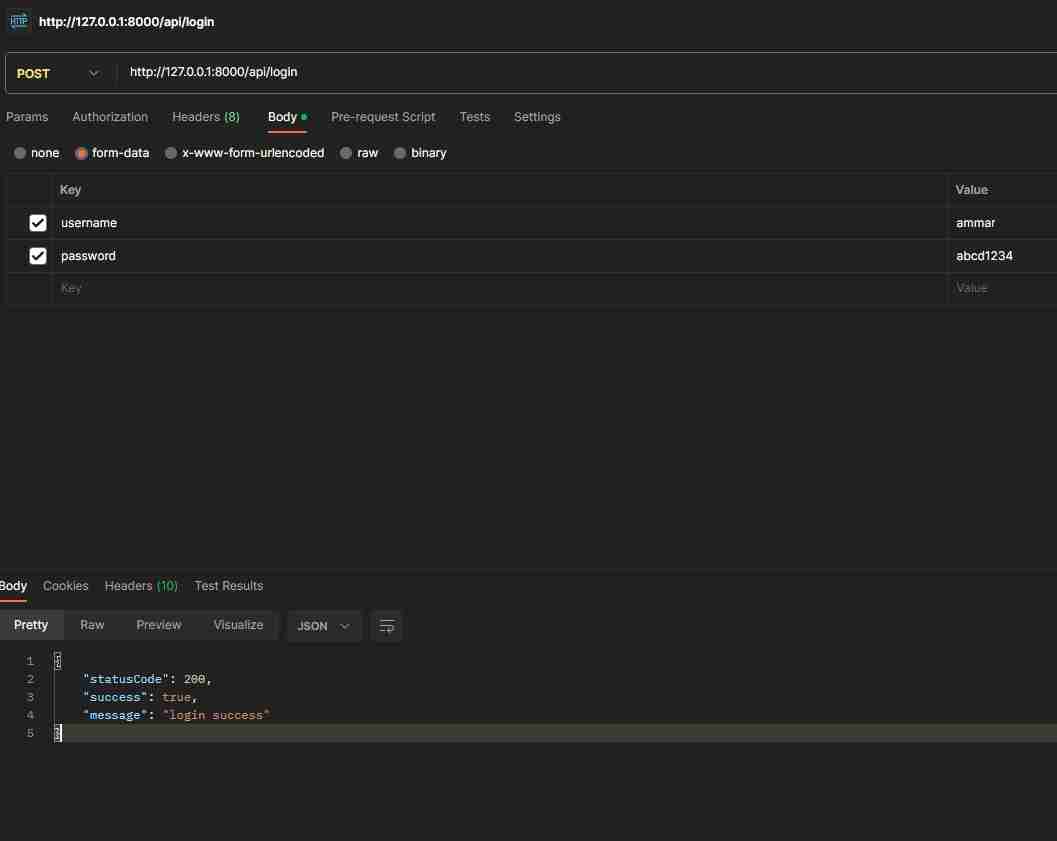 HTTP http://127.0.0.1:8000/api/login
POST http://127.0.0.1:8000/api/login
Params Authorization Headers (8) Body Pre-request Script Tests Settings
none form-data x-www-form-urlencoded raw binary
Key Value
username ammar
password abcd1234
Key Value
Body Cookies Headers (10) Test Results
Pretty Raw Preview Visualize JSON
1 {
2 "statusCode": 200,
3 "success": true,
4 "message": "login success"
5 }